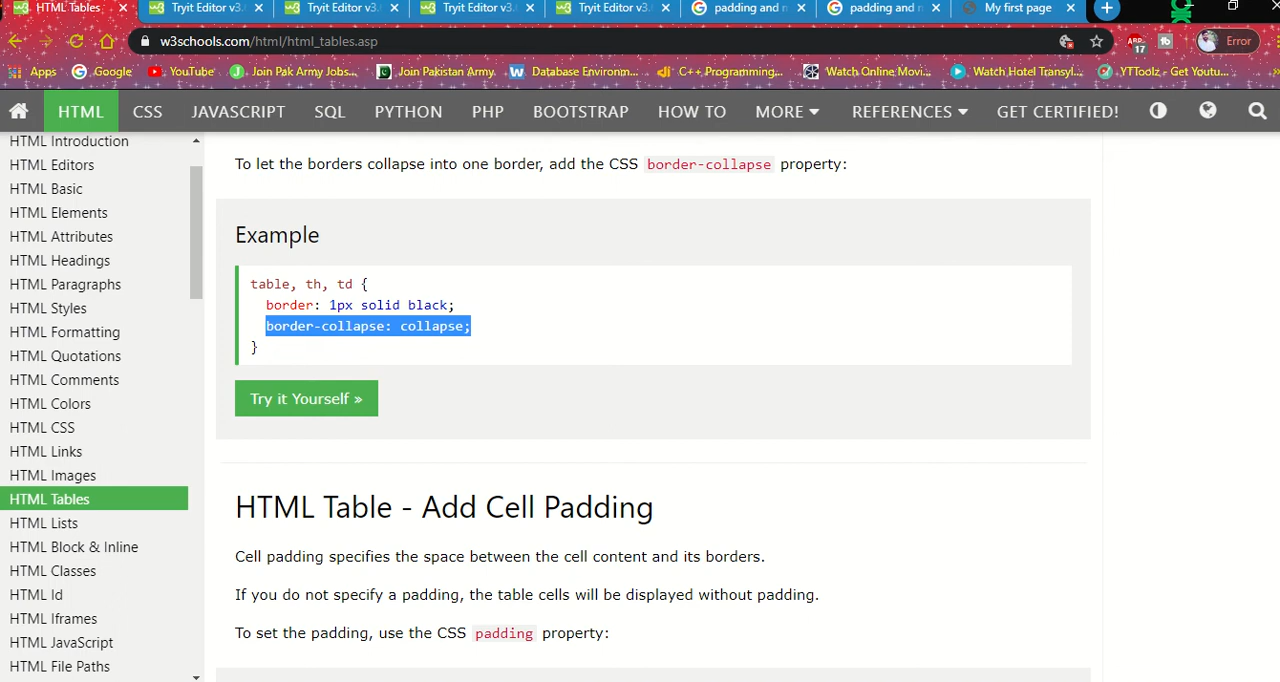 HTML Tables
Tryit Editor v3.
Tryit Editor v3.
Tryit Editor v3.
Tryit Editor v3.
padding and
padding and
My first page
w3schools.com/html/html_tables.asp
ABP
17
fb
Error
Apps
Google
YouTube
Join Pak Army Jobs...
Join Pakistan Army
Database Environm...
C++ Programming,...
Watch Online Movi...
Watch Hotel Transyl...
YTToolz - Get Youtu...
HTML
CSS
JAVASCRIPT
SQL
PYTHON
PHP
BOOTSTRAP
HOW TO
MORE
REFERENCES
GET CERTIFIED!
HTML Introduction
HTML Editors
HTML Basic
HTML Elements
HTML Attributes
HTML Headings
HTML Paragraphs
HTML Styles
HTML Formatting
HTML Quotations
HTML Comments
HTML Colors
HTML CSS
HTML Links
HTML Images
HTML Tables
HTML Lists
HTML Block & Inline
HTML Classes
HTML Id
HTML Iframes
HTML JavaScript
HTML File Paths
To let the borders collapse into one border, add the CSS border-collapse property:
Example
table, th, td {
border: 1px solid black;
border-collapse: collapse;
}
Try it Yourself »
HTML Table - Add Cell Padding
Cell padding specifies the space between the cell content and its borders.
If you do not specify a padding, the table cells will be displayed without padding.
To set the padding, use the CSS padding property: